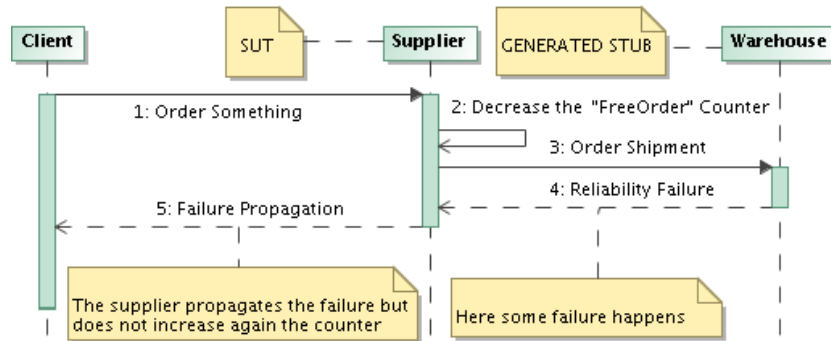 Client
SUT
Supplier
GENERATED STUB
Warehouse
1: Order Something
2: Decrease the "FreeOrder" Counter
3: Order Shipment
4: Reliability Failure
5: Failure Propagation
The supplier propagates the failure but
does not increase again the counter
Here some failure happens